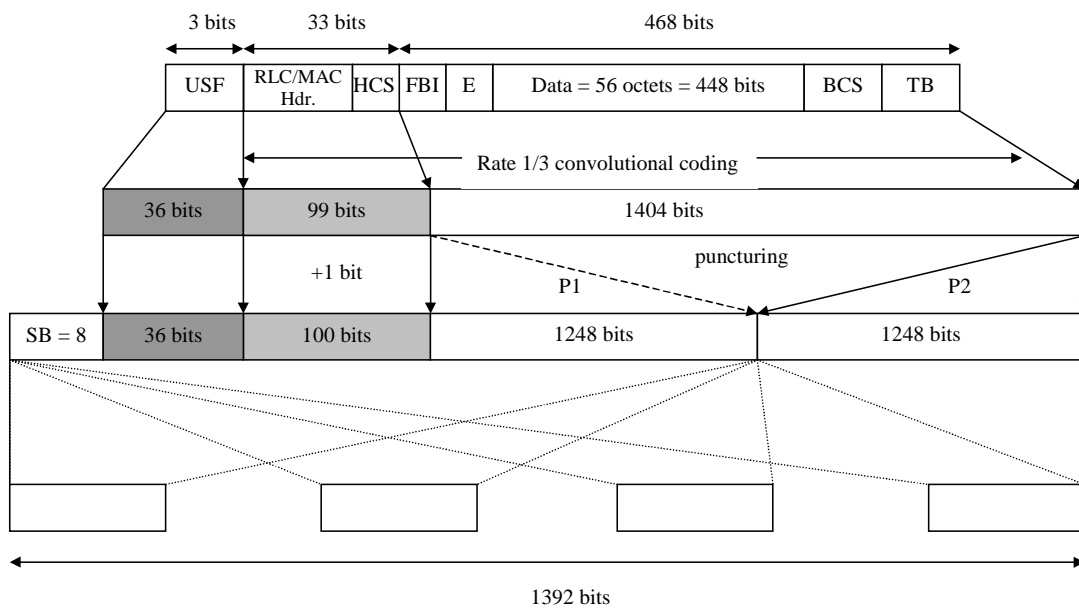 3 bits
33 bits
468 bits
USF
RLC/MAC
Hdr.
HCS
FBI
E
Data = 56 octets = 448 bits
BCS
TB
Rate 1/3 convolutional coding
36 bits
99 bits
1404 bits
+1 bit
puncturing
P1
P2
SB = 8
36 bits
100 bits
1248 bits
1248 bits
1392 bits